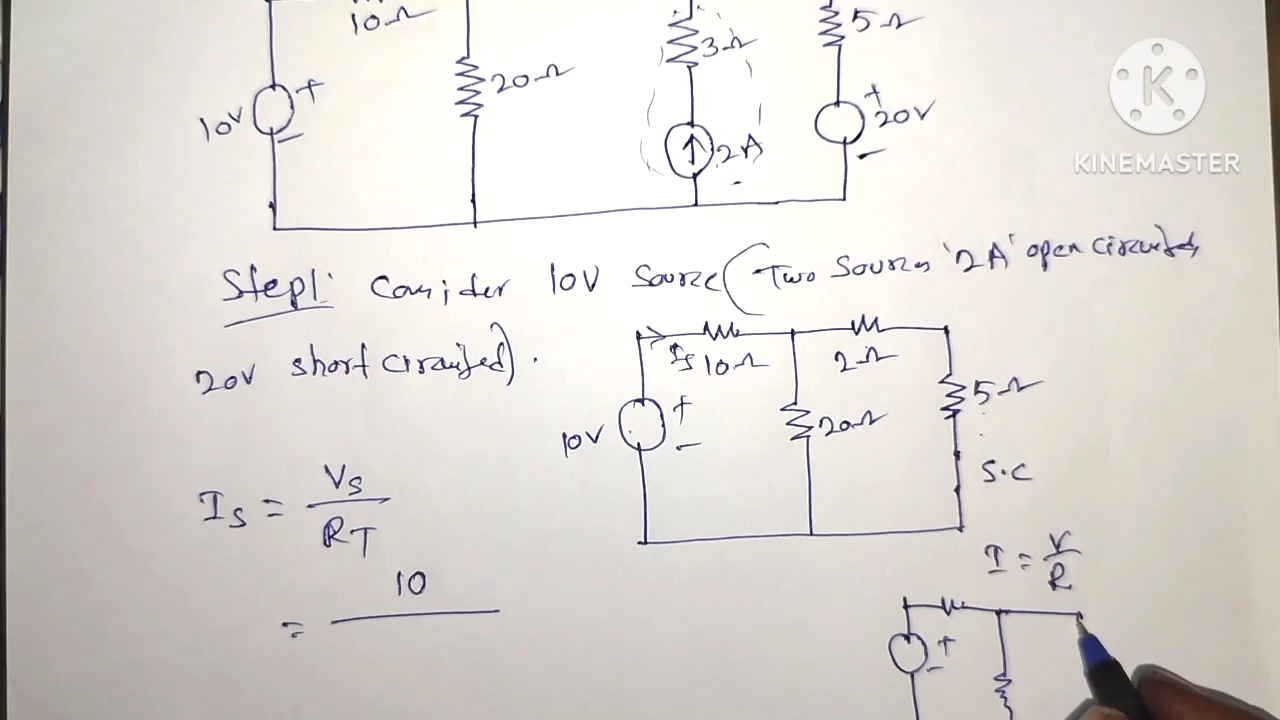 10Ω
3Ω
5Ω
20Ω
10V
+
-
2A
+
20V
-
K
KINEMASTER
Step1: Consider 10V Source (Two Sources '2A' open circuited,
20V short circuited).
Is
10Ω
2Ω
10V
+
-
20Ω
5Ω
S.C
Is = Vs
RT
= 10
I = V
R
+
-